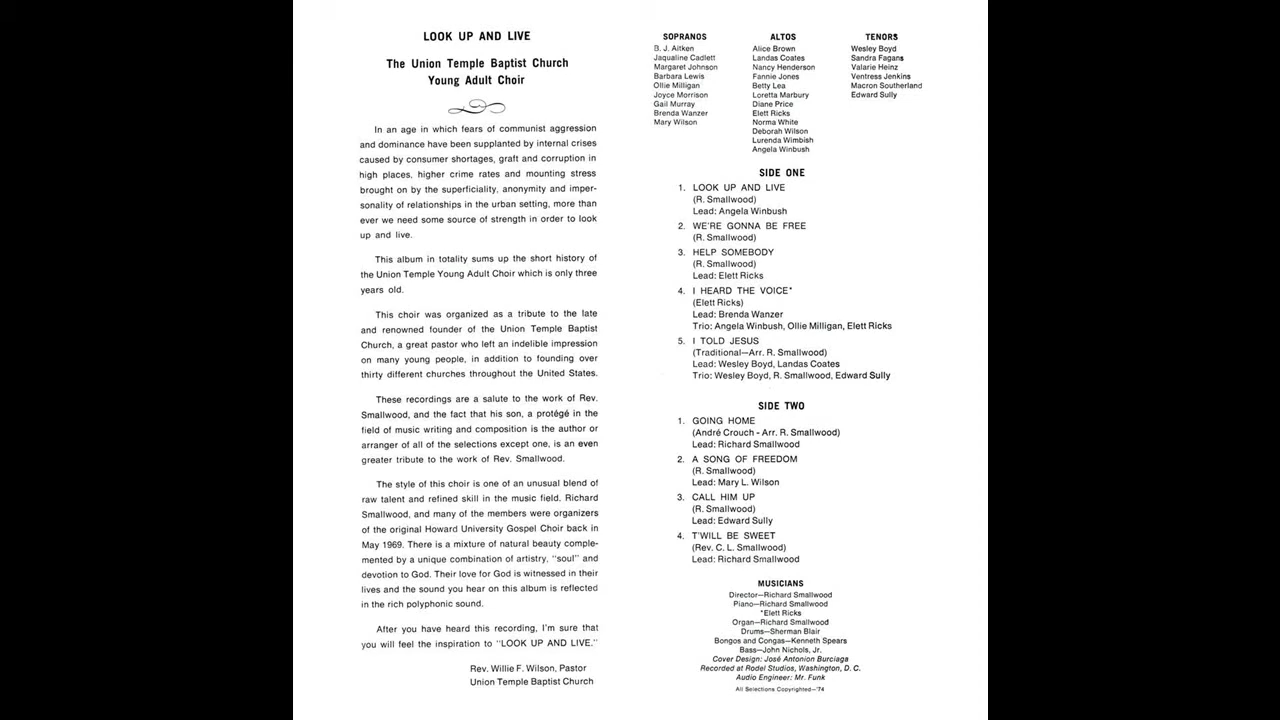 LOOK UP AND LIVE
The Union Temple Baptist Church
Young Adult Choir
In an age in which fears of communist aggression
and dominance have been supplanted by internal crises
caused by consumer shortages, graft and corruption in
high places, higher crime rates and mounting stress
brought on by the superficiality, anonymity and imper-
sonality of relationships in the urban setting, more than
ever we need some source of strength in order to look
up and live.
This album in totality sums up the short history of
the Union Temple Young Adult Choir which is only three
years old.
This choir was organized as a tribute to the late
and renowned founder of the Union Temple Baptist
Church, a great pastor who left an indelible impression
on many young people, in addition to founding over
thirty different churches throughout the United States.
These recordings are a salute to the work of Rev.
Smallwood, and the fact that his son, a protégé in the
field of music writing and composition is the author or
arranger of all of the selections except one, is an even
greater tribute to the work of Rev. Smallwood.
The style of this choir is one of an unusual blend of
raw talent and refined skill in the music field. Richard
Smallwood, and many of the members were organizers
of the original Howard University Gospel Choir back in
May 1969. There is a mixture of natural beauty comple-
mented by a unique combination of artistry, "soul" and
devotion to God. Their love for God is witnessed in their
lives and the sound you hear on this album is reflected
in the rich polyphonic sound.
After you have heard this recording, I'm sure that
you will feel the inspiration to "LOOK UP AND LIVE."
Rev. Willie F. Wilson, Pastor
Union Temple Baptist Church
SOPRANOS
B. J. Aitken
Jaqualine Cadlett
Margaret Johnson
Barbara Lewis
Ollie Milligan
Joyce Morrison
Gail Murray
Brenda Wanzer
Mary Wilson
ALTOS
Alice Brown
Landas Coates
Nancy Henderson
Fannie Jones
Betty Lea
Loretta Marbury
Diane Price
Elett Ricks
Norma White
Deborah Wilson
Lurenda Wimbish
Angela Winbush
TENORS
Wesley Boyd
Sandra Fagans
Valarie Heinz
Ventress Jenkins
Macron Southerland
Edward Sully
SIDE ONE
1. LOOK UP AND LIVE
(R. Smallwood)
Lead: Angela Winbush
2. WE'RE GONNA BE FREE
(R. Smallwood)
3. HELP SOMEBODY
(R. Smallwood)
Lead: Elett Ricks
4. I HEARD THE VOICE*
(Elett Ricks)
Lead: Brenda Wanzer
Trio: Angela Winbush, Ollie Milligan, Elett Ricks
5. I TOLD JESUS
(Traditional—Arr. R. Smallwood)
Lead: Wesley Boyd, Landas Coates
Trio: Wesley Boyd, R. Smallwood, Edward Sully
SIDE TWO
1. GOING HOME
(André Crouch - Arr. R. Smallwood)
Lead: Richard Smallwood
2. A SONG OF FREEDOM
(R. Smallwood)
Lead: Mary L. Wilson
3. CALL HIM UP
(R. Smallwood)
Lead: Edward Sully
4. T'WILL BE SWEET
(Rev. C. L. Smallwood)
Lead: Richard Smallwood
MUSICIANS
Director—Richard Smallwood
Piano—Richard Smallwood
*Elett Ricks
Organ—Richard Smallwood
Drums—Sherman Blair
Bongos and Congas—Kenneth Spears
Bass—John Nichols, Jr.
Cover Design: José Antonion Burciaga
Recorded at Rodel Studios, Washington, D. C.
Audio Engineer: Mr. Funk
All Selections Copyrighted—'74